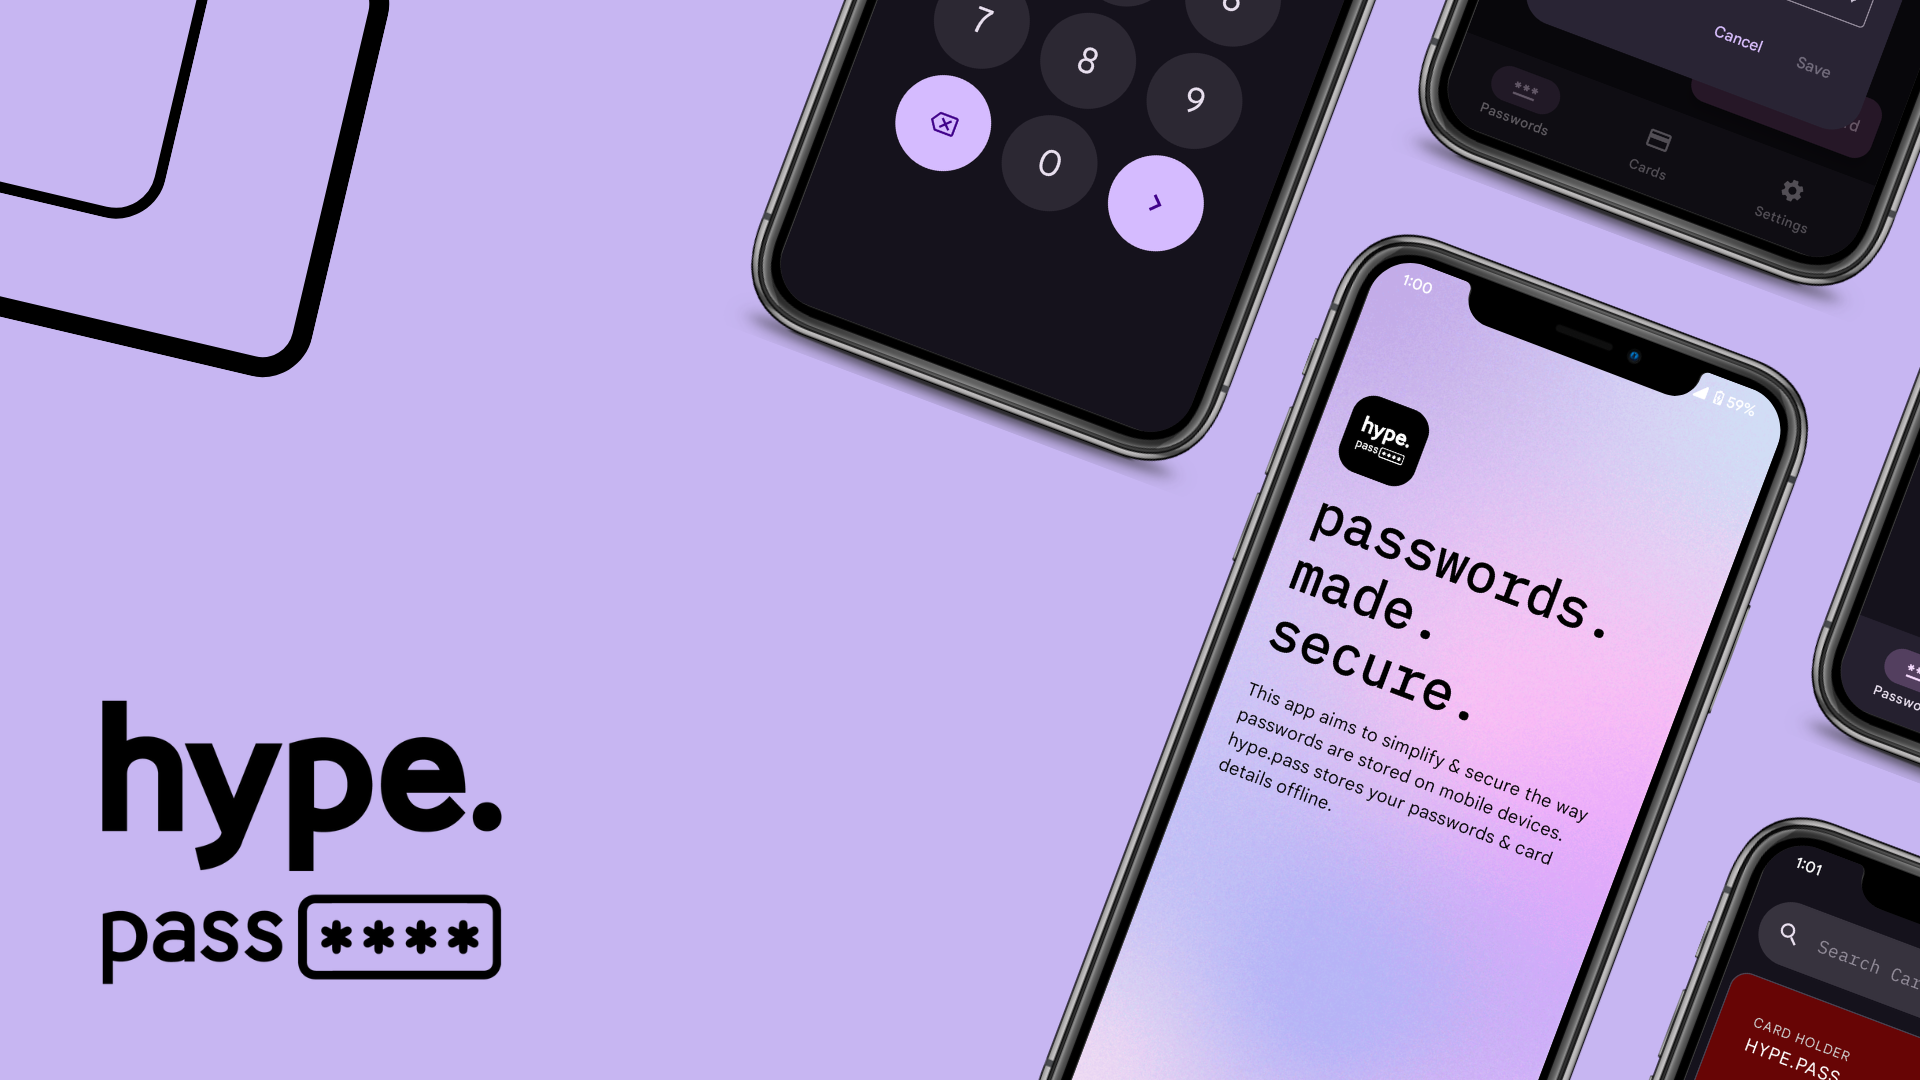 7
8
9
0
Cancel
Save
Passwords
Cards
Settings
1:00
59%
hype.
pass****
passwords.
made.
secure.
This app aims to simplify & secure the way
passwords are stored on mobile devices.
hype.pass stores your passwords & card
details offline.
hype.
pass****
1:01
Search
CARD HOLDER
HYPE.PASS